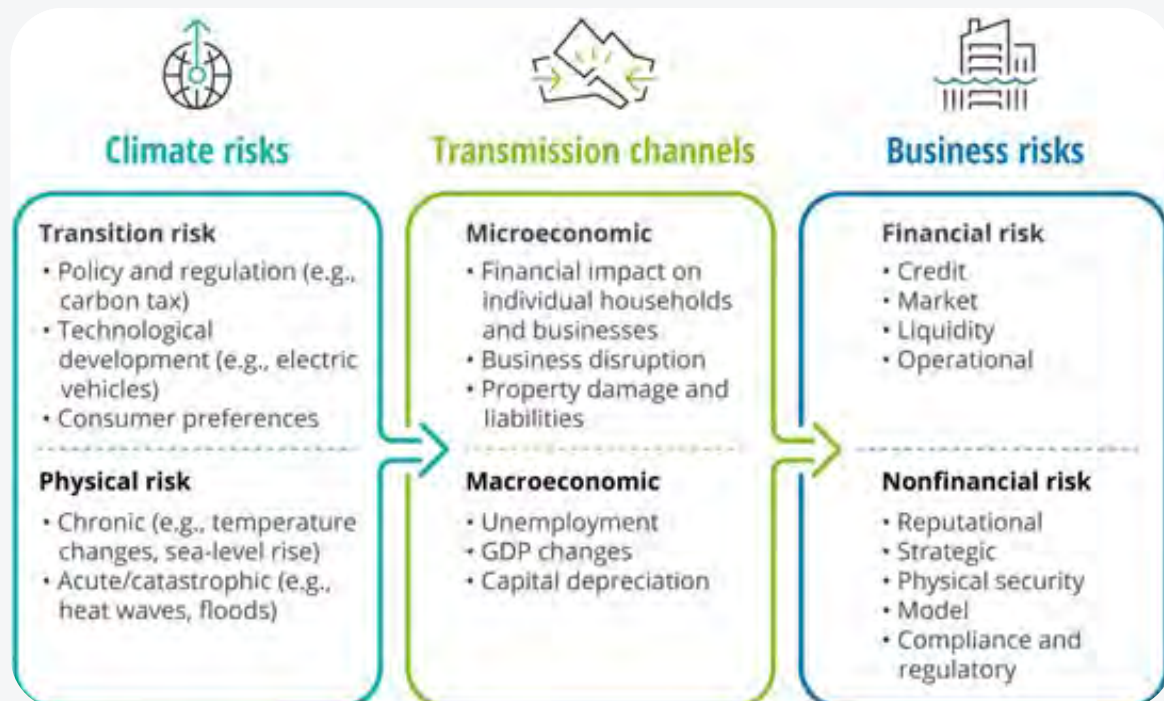 Climate risks
Transition risk
• Policy and regulation (e.g.,
carbon tax)
• Technological
development (e.g., electric
vehicles)
• Consumer preferences
Physical risk
• Chronic (e.g., temperature
changes, sea-level rise)
• Acute/catastrophic (e.g.,
heat waves, floods)
Transmission channels
Microeconomic
• Financial impact on
individual households
and businesses
• Business disruption
• Property damage and
liabilities
Macroeconomic
• Unemployment
• GDP changes
• Capital depreciation
Business risks
Financial risk
• Credit
• Market
• Liquidity
• Operational
Nonfinancial risk
• Reputational
• Strategic
• Physical security
• Model
• Compliance and
regulatory